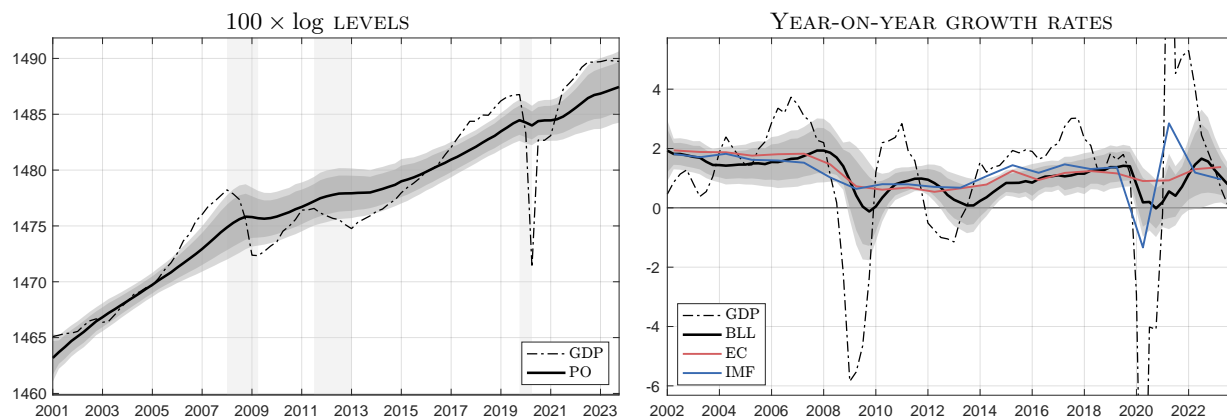 100 × log LEVELS
1490
1485
1480
1475
1470
1465
1460
2001 2003 2005 2007 2009 2011 2013 2015 2017 2019 2021 2023
GDP
PO
YEAR-ON-YEAR GROWTH RATES
4
2
0
-2
-4
-6
2002 2004 2006 2008 2010 2012 2014 2016 2018 2020 2022
GDP
BLL
EC
IMF